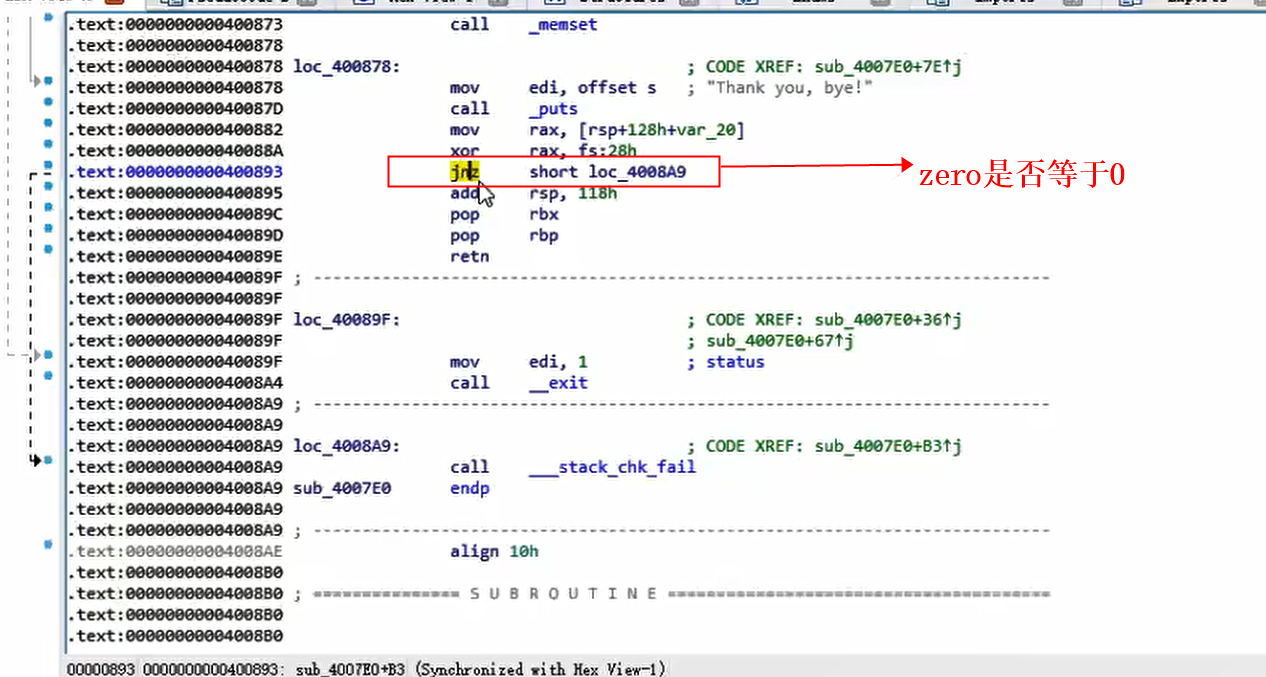 .text:0000000000400873 call _memset
.text:0000000000400878
.text:0000000000400878 loc_400878: ; CODE XREF: sub_4007E0+7E↑j
.text:0000000000400878 mov edi, offset s ; "Thank you, bye!"
.text:000000000040087D call _puts
.text:0000000000400882 mov rax, [rsp+128h+var_20]
.text:000000000040088A xor rax, fs:28h
.text:0000000000400893 jnz short loc_4008A9
zero是否等于0
.text:0000000000400895 add rsp, 118h
.text:000000000040089C pop rbx
.text:000000000040089D pop rbp
.text:000000000040089E retn
.text:000000000040089F ; ---------------------------------------------------------------------------
.text:000000000040089F
.text:000000000040089F loc_40089F: ; CODE XREF: sub_4007E0+36↑j
.text:000000000040089F ; sub_4007E0+67↑j
.text:000000000040089F mov edi, 1 ; status
.text:00000000004008A4 call __exit
.text:00000000004008A9 ; ---------------------------------------------------------------------------
.text:00000000004008A9
.text:00000000004008A9 loc_4008A9: ; CODE XREF: sub_4007E0+B3↑j
.text:00000000004008A9 call ___stack_chk_fail
.text:00000000004008A9 sub_4007E0 endp
.text:00000000004008A9
.text:00000000004008A9 ; ---------------------------------------------------------------------------
.text:00000000004008AE align 10h
.text:00000000004008B0
.text:00000000004008B0 ; =============== S U B R O U T I N E =======================================
.text:00000000004008B0
.text:00000000004008B0
00000893 0000000000400893: sub_4007E0+B3 (Synchronized with Hex View-1)